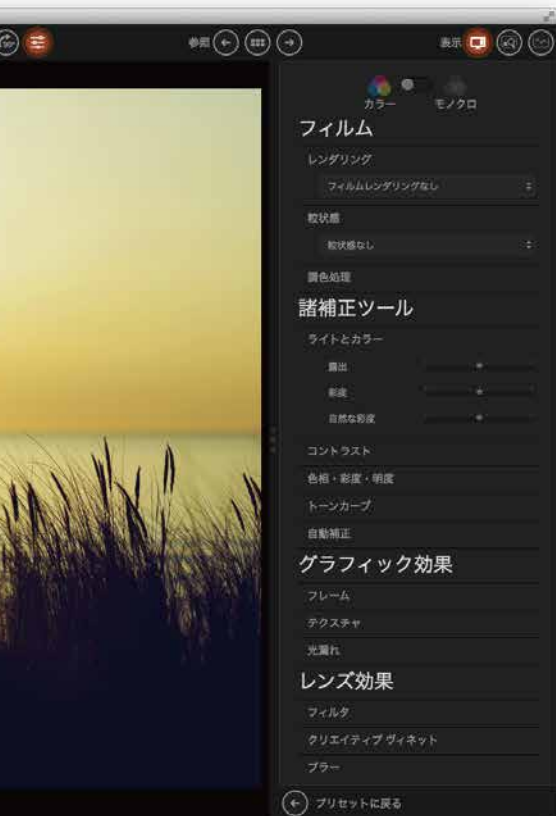 90°
参照
表示
カラー モノクロ
フィルム
レンダリング
フィルムレンダリングなし
粒状感
粒状感なし
調色処理
諸補正ツール
ライトとカラー
露出
彩度
自然な彩度
コントラスト
色相・彩度・明度
トーンカーブ
自動補正
グラフィック効果
フレーム
テクスチャ
光漏れ
レンズ効果
フィルタ
クリエイティブ ヴィネット
ブラー
プリセットに戻る